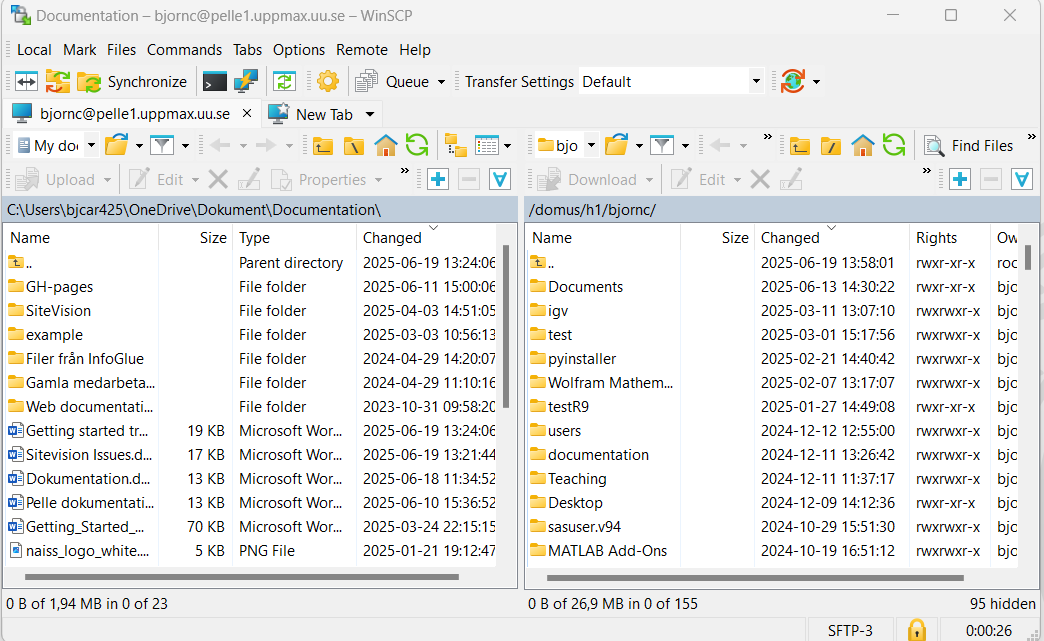 Documentation – bjornc@pelle1.uppmax.uu.se – WinSCP
Local Mark Files Commands Tabs Options Remote Help
Synchronize Queue Transfer Settings Default
bjornc@pelle1.uppmax.uu.se × New Tab
My do bjo Find Files
Upload Edit Properties Download Edit
C:\Users\bjcar425\OneDrive\Dokument\Documentation\ /domus/h1/bjornc/
Name Size Type Changed Name Size Changed Rights Ow
.. Parent directory 2025-06-19 13:24:06 .. 2025-06-19 13:58:01 rwxr-xr-x roc
GH-pages File folder 2025-06-11 15:00:06 Documents 2025-06-13 14:30:22 rwxr-xr-x bjo
SiteVision File folder 2025-04-03 14:51:05 igv 2025-03-11 13:07:10 rwxrwxr-x bjo
example File folder 2025-03-03 10:56:13 test 2025-03-01 15:17:56 rwxrwxr-x bjo
Filer från InfoGlue File folder 2024-04-29 14:20:07 pyinstaller 2025-02-21 14:40:42 rwxrwxr-x bjo
Gamla medarbeta... File folder 2024-04-29 11:10:16 Wolfram Mathem... 2025-02-07 13:17:07 rwxrwxr-x bjo
Web documentati... File folder 2023-10-31 09:58:20 testR9 2025-01-27 14:49:08 rwxr-xr-x bjo
Getting started tr... 19 KB Microsoft Wor... 2025-06-19 13:24:06 users 2024-12-12 12:55:00 rwxrwxr-x bjo
Sitevision Issues.d... 17 KB Microsoft Wor... 2025-06-19 13:21:44 documentation 2024-12-11 13:26:42 rwxrwxr-x bjo
Dokumentation.d... 13 KB Microsoft Wor... 2025-06-18 11:34:52 Teaching 2024-12-11 11:37:17 rwxrwxr-x bjo
Pelle dokumentati... 13 KB Microsoft Wor... 2025-06-10 15:36:52 Desktop 2024-12-09 14:12:36 rwxr-xr-x bjo
Getting_Started_... 70 KB Microsoft Wor... 2025-03-24 22:15:15 sasuser.v94 2024-10-29 15:51:30 rwxrwxr-x bjo
naiss_logo_white.... 5 KB PNG File 2025-01-21 19:12:47 MATLAB Add-Ons 2024-10-19 16:51:12 rwxrwxr-x bjo
0 B of 1,94 MB in 0 of 23 0 B of 26,9 MB in 0 of 155 95 hidden
SFTP-3 0:00:26